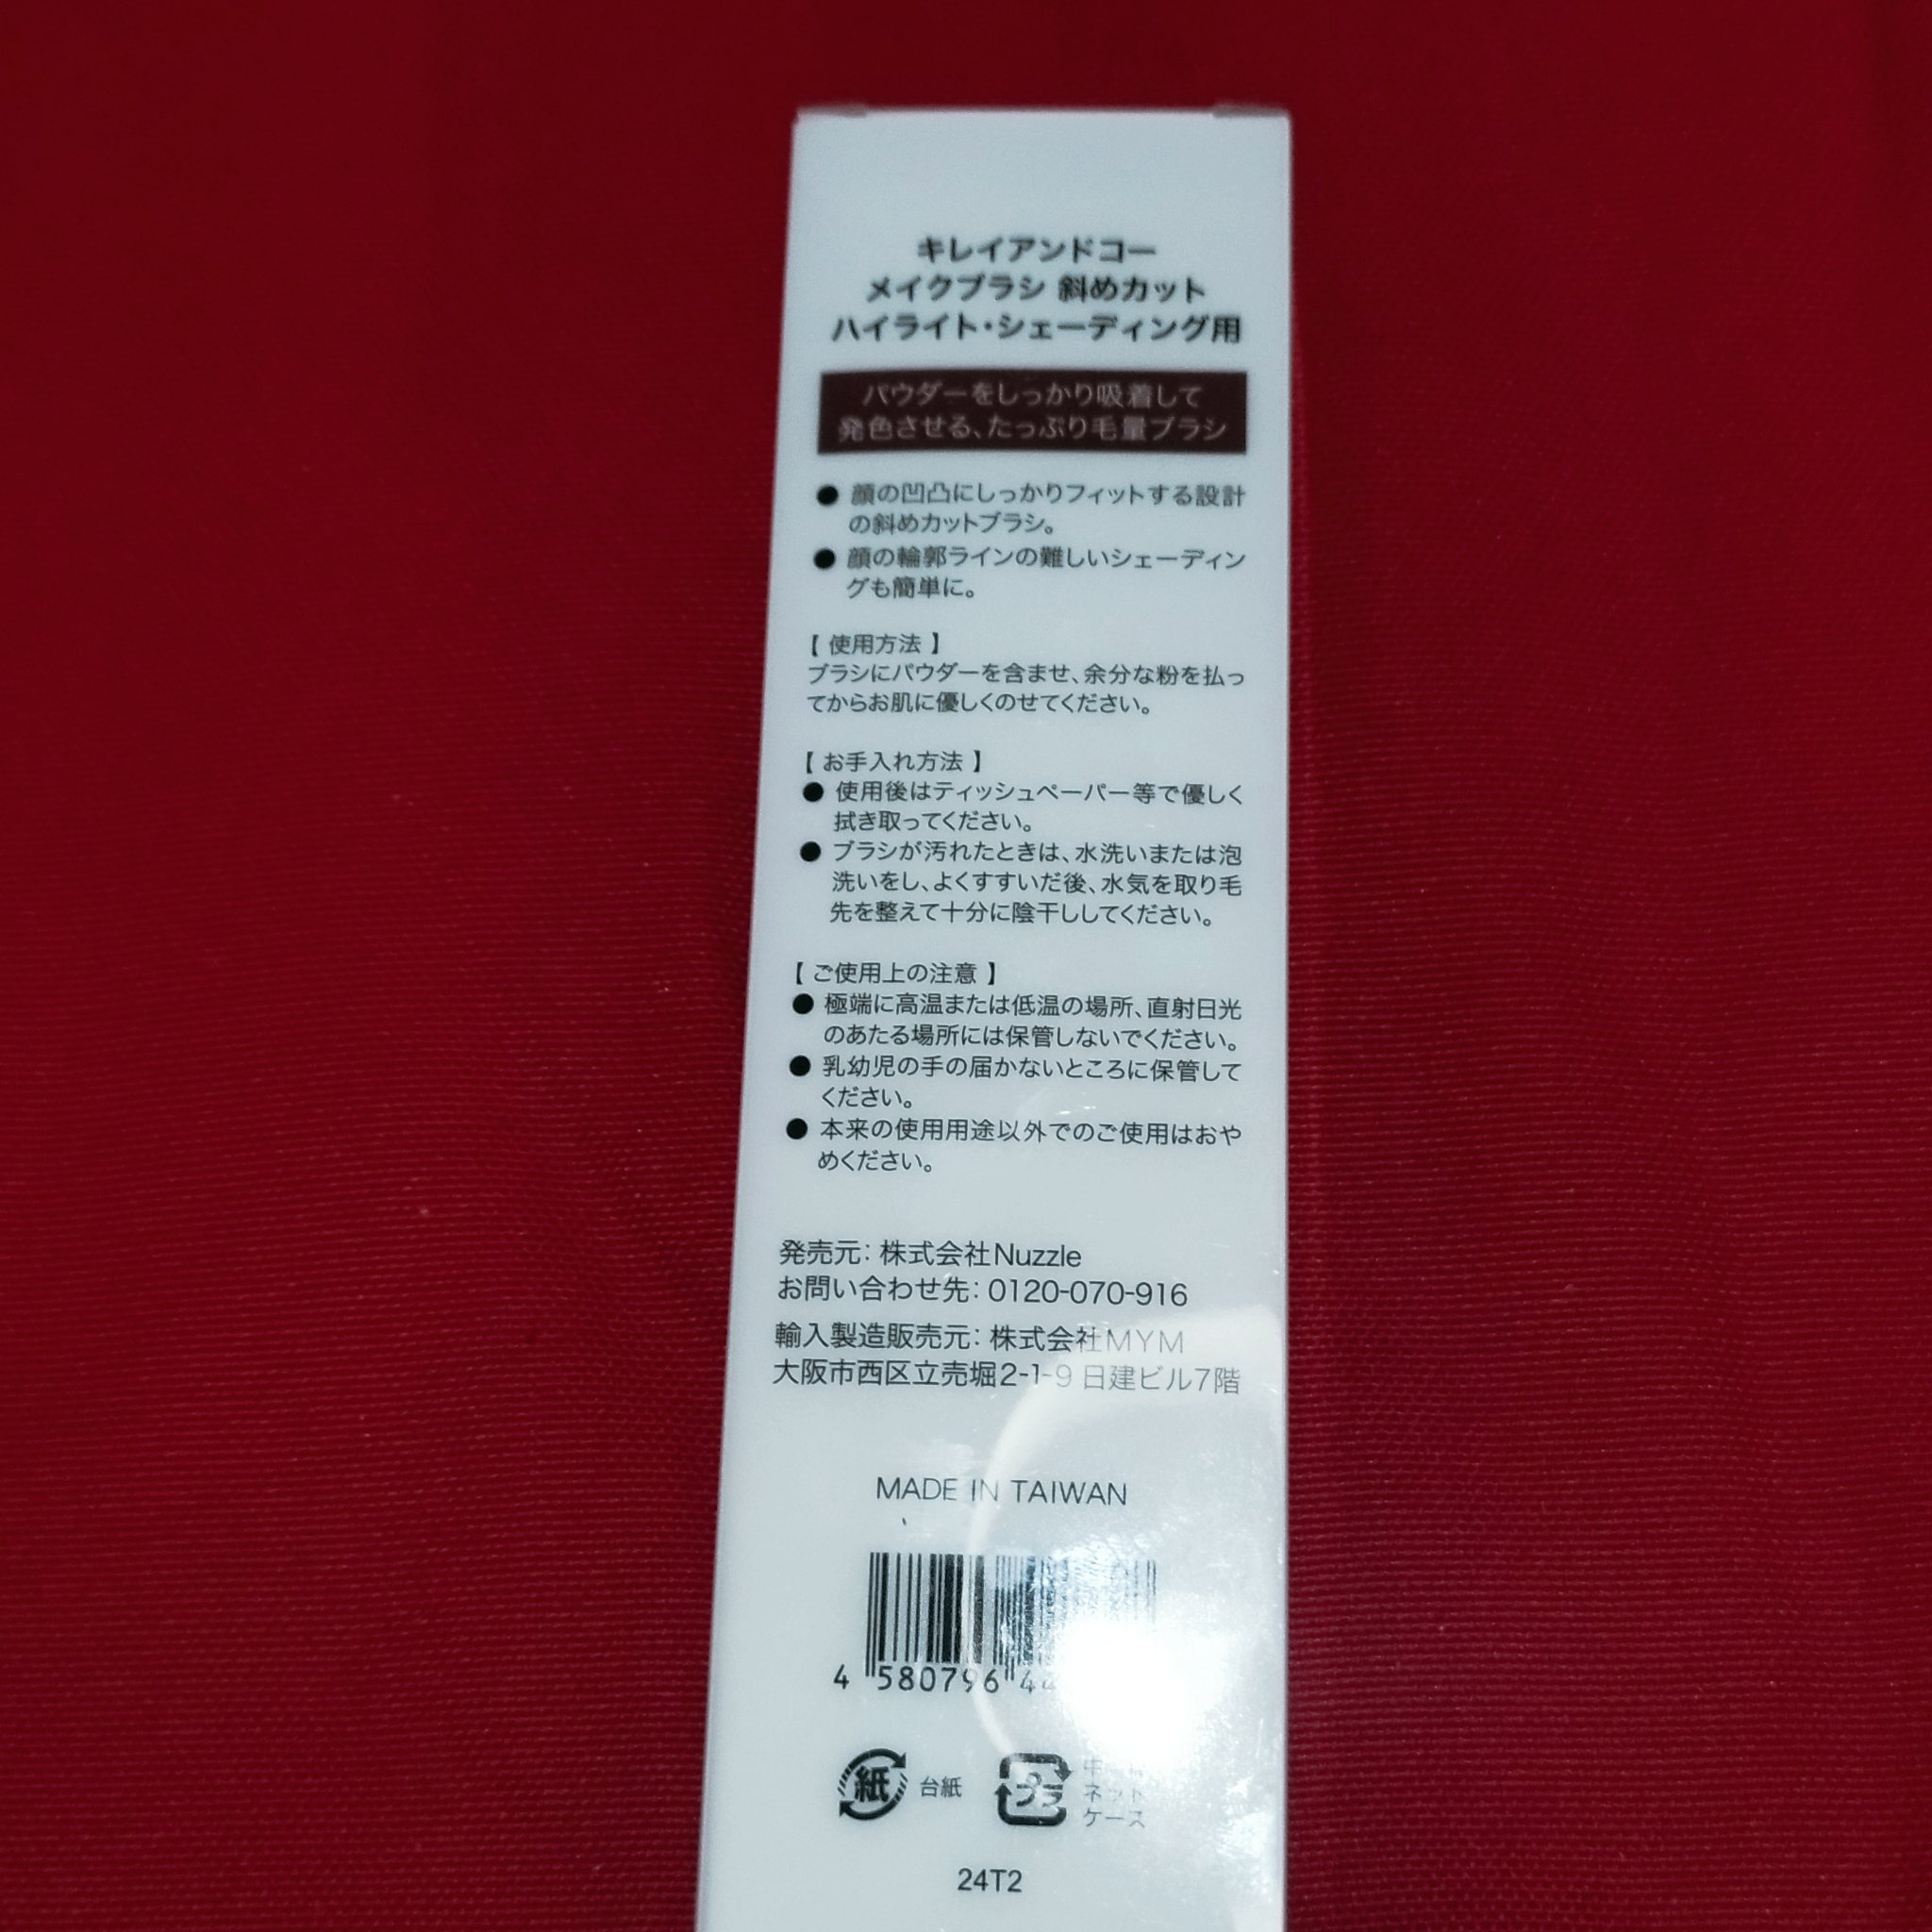 キレイアンドコー
メイクブラシ 斜めカット
ハイライト・シェーディング用
パウダーをしっかり吸着して
発色させる、たっぷり毛量ブラシ
● 顔の凹凸にしっかりフィットする設計
の斜めカットブラシ。
● 顔の輪郭ラインの難しいシェーディン
グも簡単に。
【 使用方法 】
ブラシにパウダーを含ませ、余分な粉を払っ
てからお肌に優しくのせてください。
【 お手入れ方法 】
● 使用後はティッシュペーパー等で優しく
拭き取ってください。
● ブラシが汚れたときは、水洗いまたは泡
洗いをし、よくすすいだ後、水気を取り毛
先を整えて十分に陰干ししてください。
【 ご使用上の注意 】
● 極端に高温または低温の場所、直射日光
のあたる場所には保管しないでください。
● 乳幼児の手の届かないところに保管して
ください。
● 本来の使用用途以外でのご使用はおや
めください。
発売元: 株式会社Nuzzle
お問い合わせ先: 0120-070-916
輸入製造販売元: 株式会社MYM
大阪市西区立売堀2-1-9 日建ビル7階
MADE IN TAIWAN
4 580796 44
紙 台紙
プラ
ネット
ケース
24T2